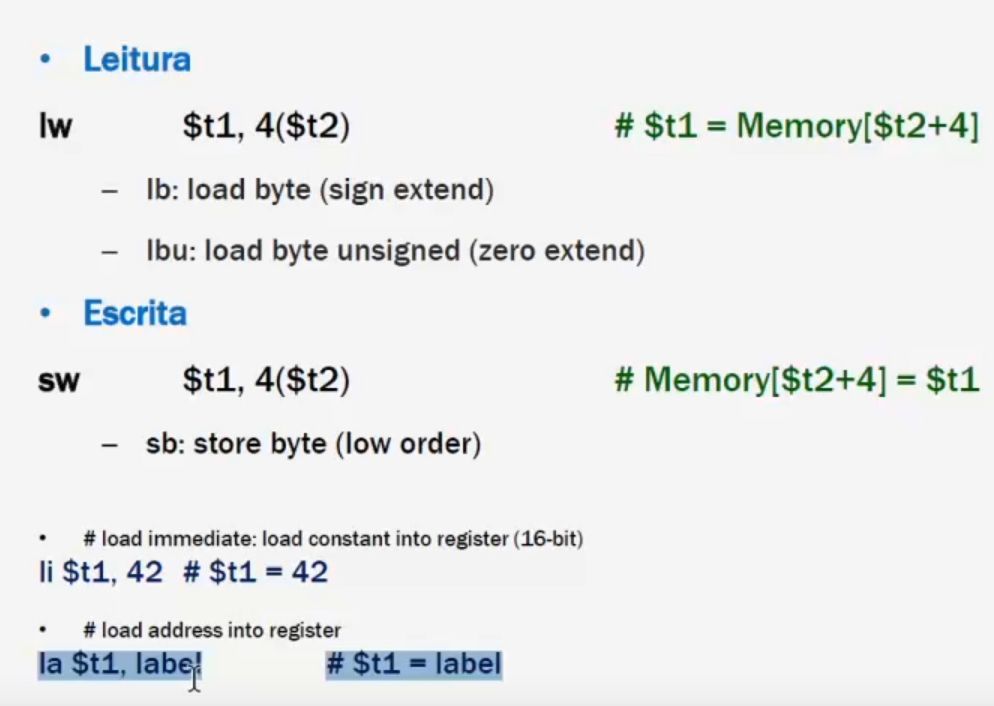 • Leitura
lw $t1, 4($t2) # $t1 = Memory[$t2+4]
– lb: load byte (sign extend)
– lbu: load byte unsigned (zero extend)
• Escrita
sw $t1, 4($t2) # Memory[$t2+4] = $t1
– sb: store byte (low order)
• # load immediate: load constant into register (16-bit)
li $t1, 42 # $t1 = 42
• # load address into register
la $t1, label # $t1 = label